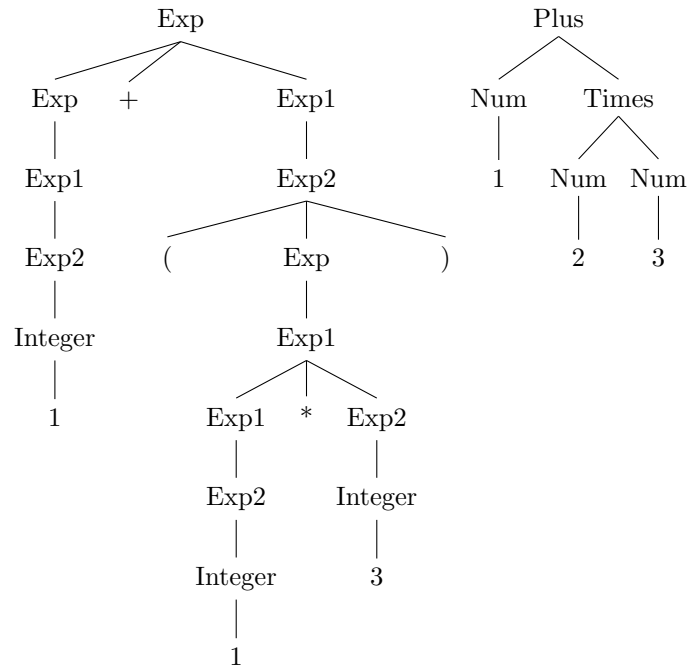 Exp Plus
Exp + Exp1 Num Times
Exp1 Exp2 1 Num Num
Exp2 ( Exp ) 2 3
Integer Exp1
1 Exp1 * Exp2
Exp2 Integer
Integer 3
1